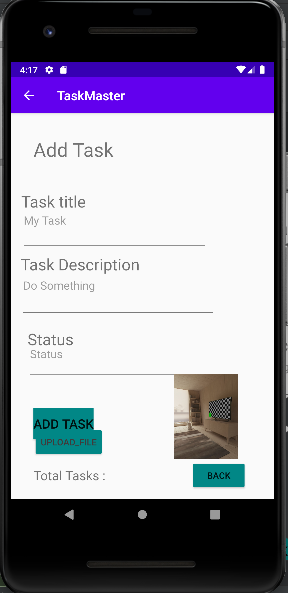 4:17
TaskMaster
Add Task
Task title
My Task
Task Description
Do Something
Status
Status
ADD TASK
UPLOAD_FILE
Total Tasks :
BACK